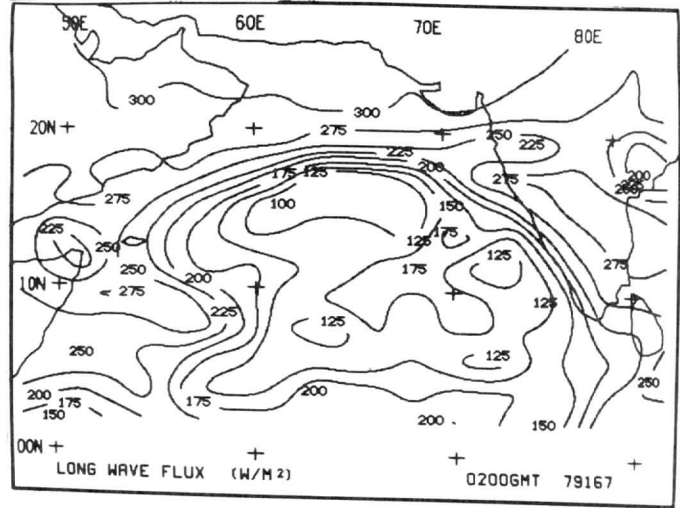 50E 60E 70E 80E
300 300
20N 275 250
225 225 200
175 125 275 200
250
275 100 150
225 250 125 175
250 175 125 275
10N 275 200
225 125 125
250 125
200 175 150 175 200 200 150 250
00N
LONG WAVE FLUX (W/M²) 0200GMT 79167